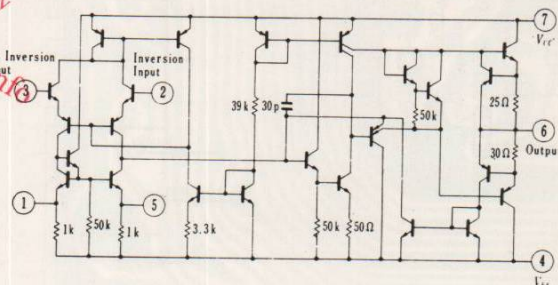 7
Vcc
Inversion
Inversion
Input
3
2
39k
30p
50k
25Ω
6
Output
30Ω
1
5
1k
50k
1k
3.3k
50k
50Ω
4